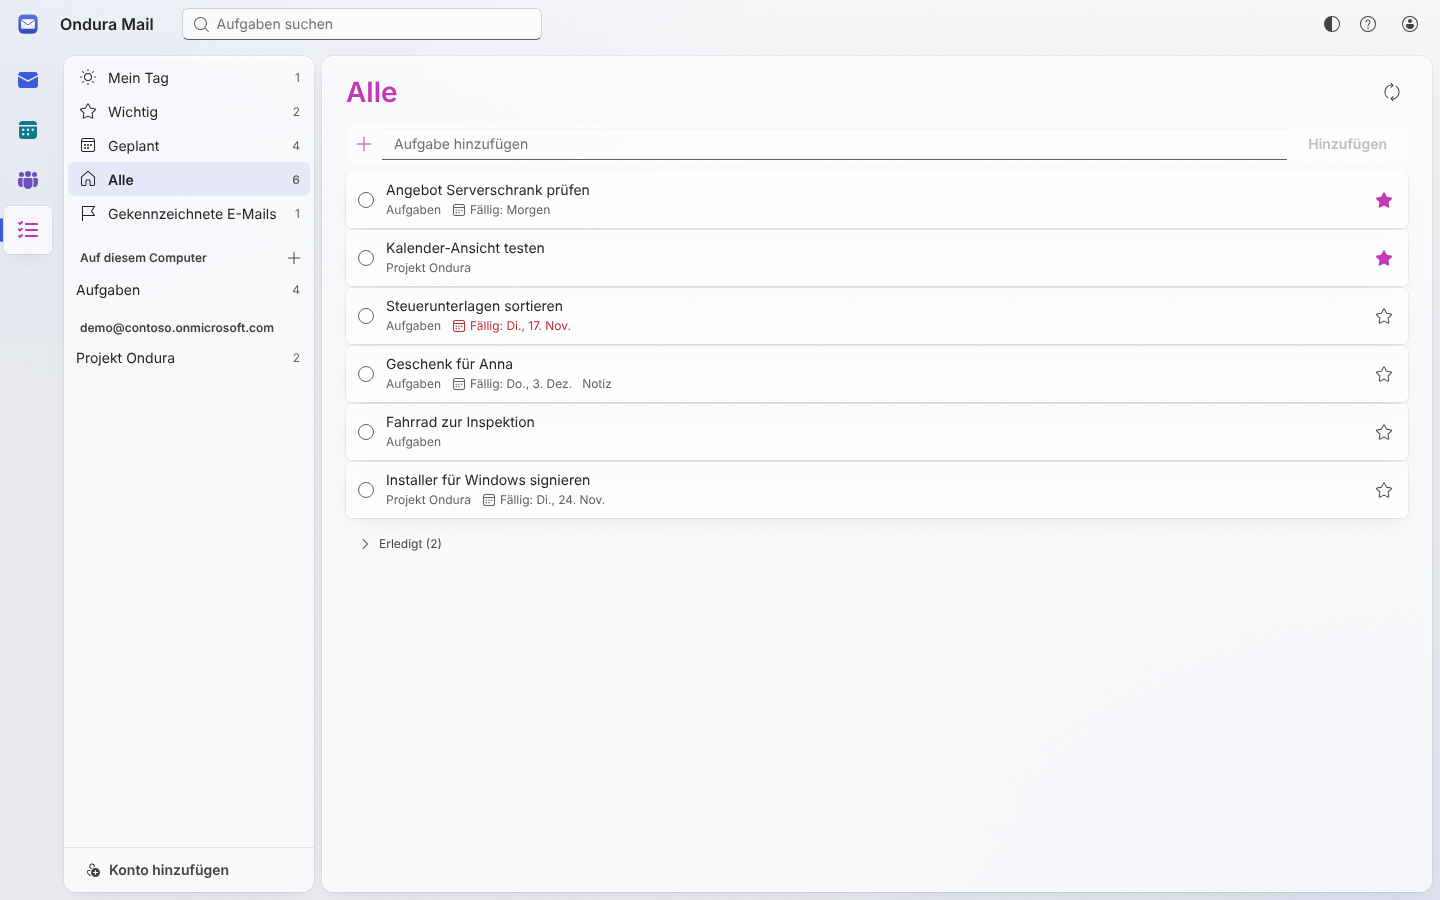 Ondura Mail
Aufgaben suchen
Mein Tag 1
Wichtig 2
Geplant 4
Alle 6
Gekennzeichnete E-Mails 1
Auf diesem Computer
Aufgaben 4
demo@contoso.onmicrosoft.com
Projekt Ondura 2
Konto hinzufügen
Alle
Aufgabe hinzufügen Hinzufügen
Angebot Serverschrank prüfen
Aufgaben Fällig: Morgen
Kalender-Ansicht testen
Projekt Ondura
Steuerunterlagen sortieren
Aufgaben Fällig: Di., 17. Nov.
Geschenk für Anna
Aufgaben Fällig: Do., 3. Dez. Notiz
Fahrrad zur Inspektion
Aufgaben
Installer für Windows signieren
Projekt Ondura Fällig: Di., 24. Nov.
Erledigt (2)